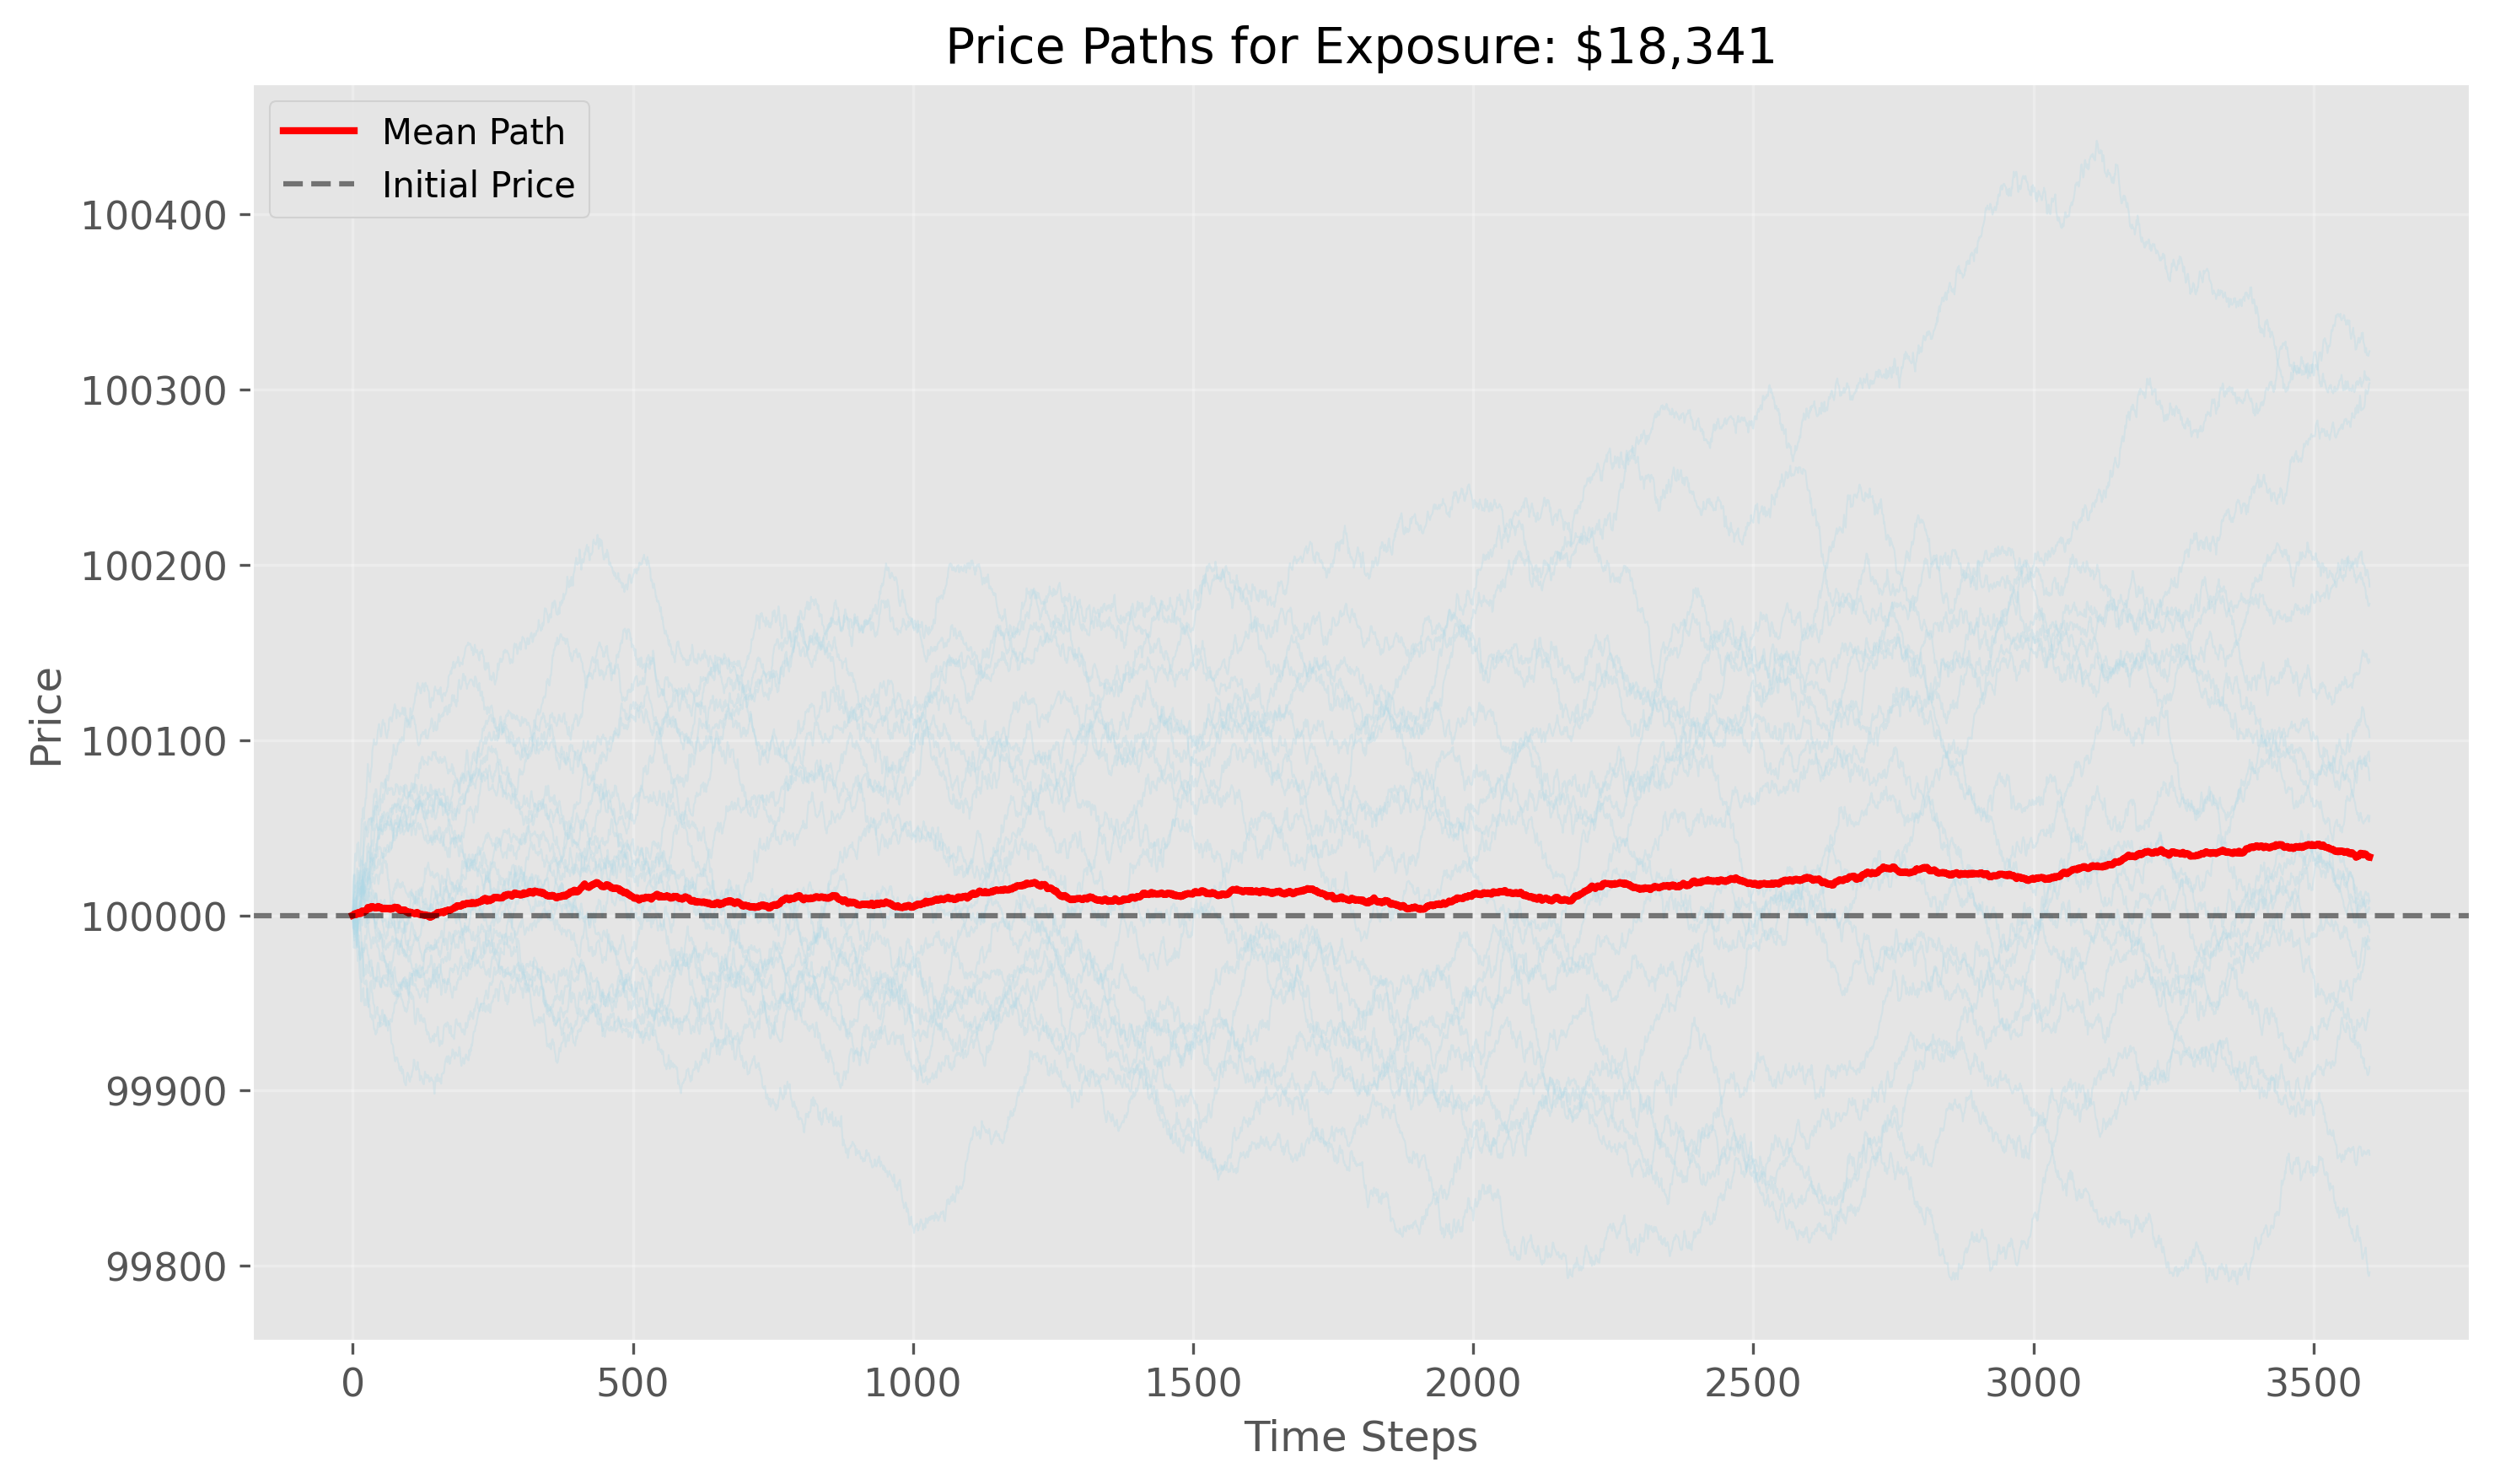 Price Paths for Exposure: $18,341
Mean Path
Initial Price
100400
100300
100200
100100
100000
99900
99800
Price
0 500 1000 1500 2000 2500 3000 3500
Time Steps